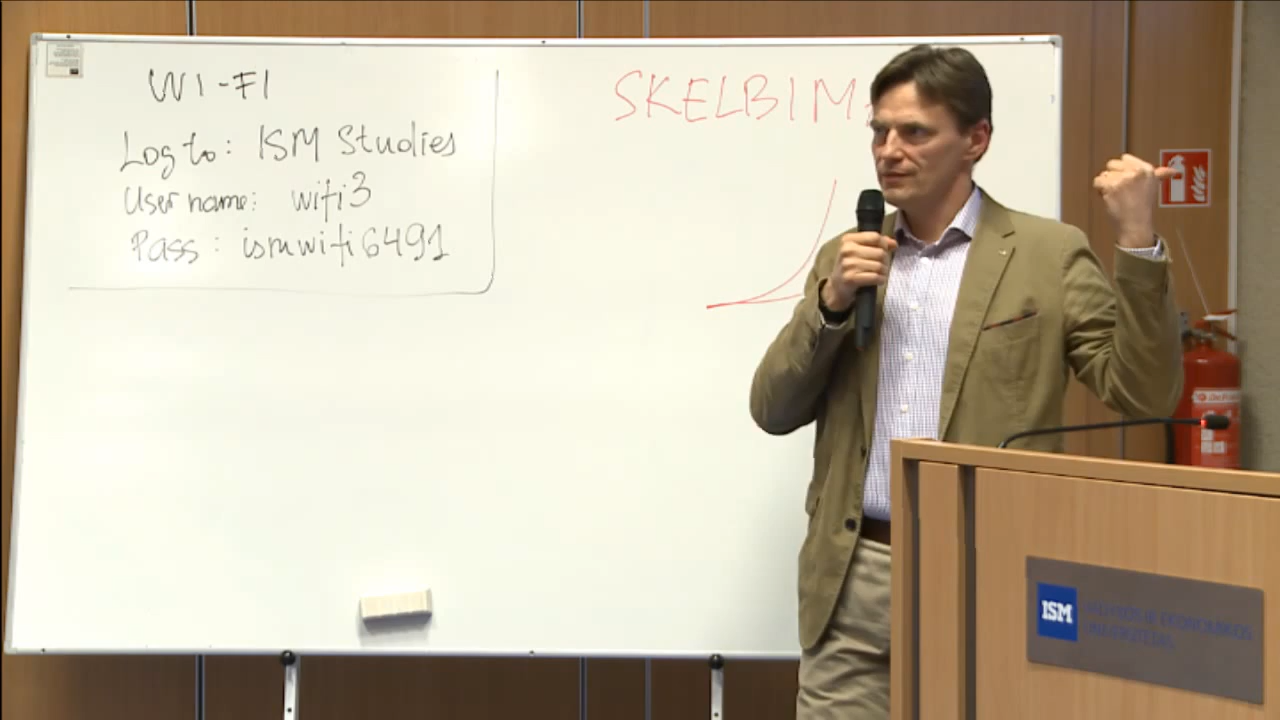 WI-FI
Log to: ISM Studies
User name: wifi3
Pass: ismwifi6491
SKELBIM
ISM